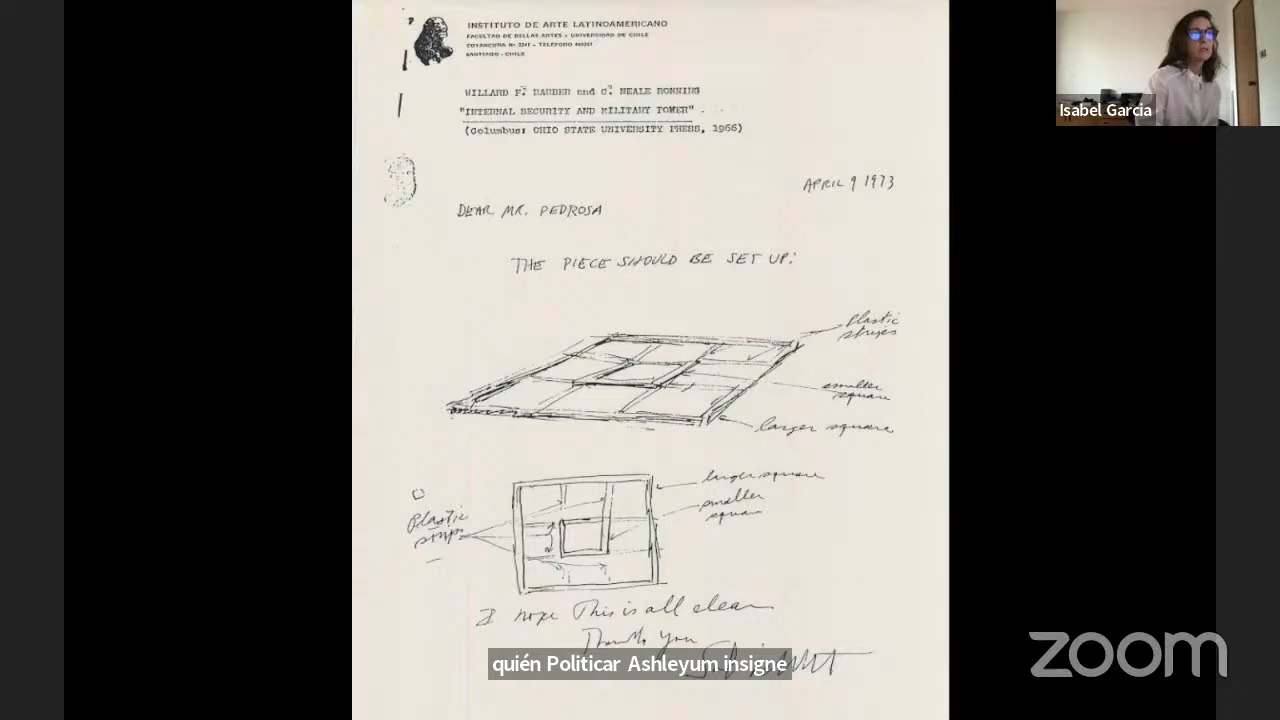 INSTITUTO DE ARTE LATINOAMERICANO
FACULTAD DE BELLAS ARTES - UNIVERSIDAD DE CHILE
SANTIAGO - CHILE
WILLARD F. BARBER and C. NEALE RONNING
"INTERNAL SECURITY AND MILITARY POWER"
(Columbus: OHIO STATE UNIVERSITY PRESS, 1966)
APRIL 9 1973
DEAR MR. PEDROSA
THE PIECE SHOULD BE SET UP:
Plastic
strips
smaller
square
larger square
larger square
smaller
square
Plastic
strips
I hope This is all clear
Thank You
quién Politicar Ashleyum insigne
Isabel Garcia
zoom